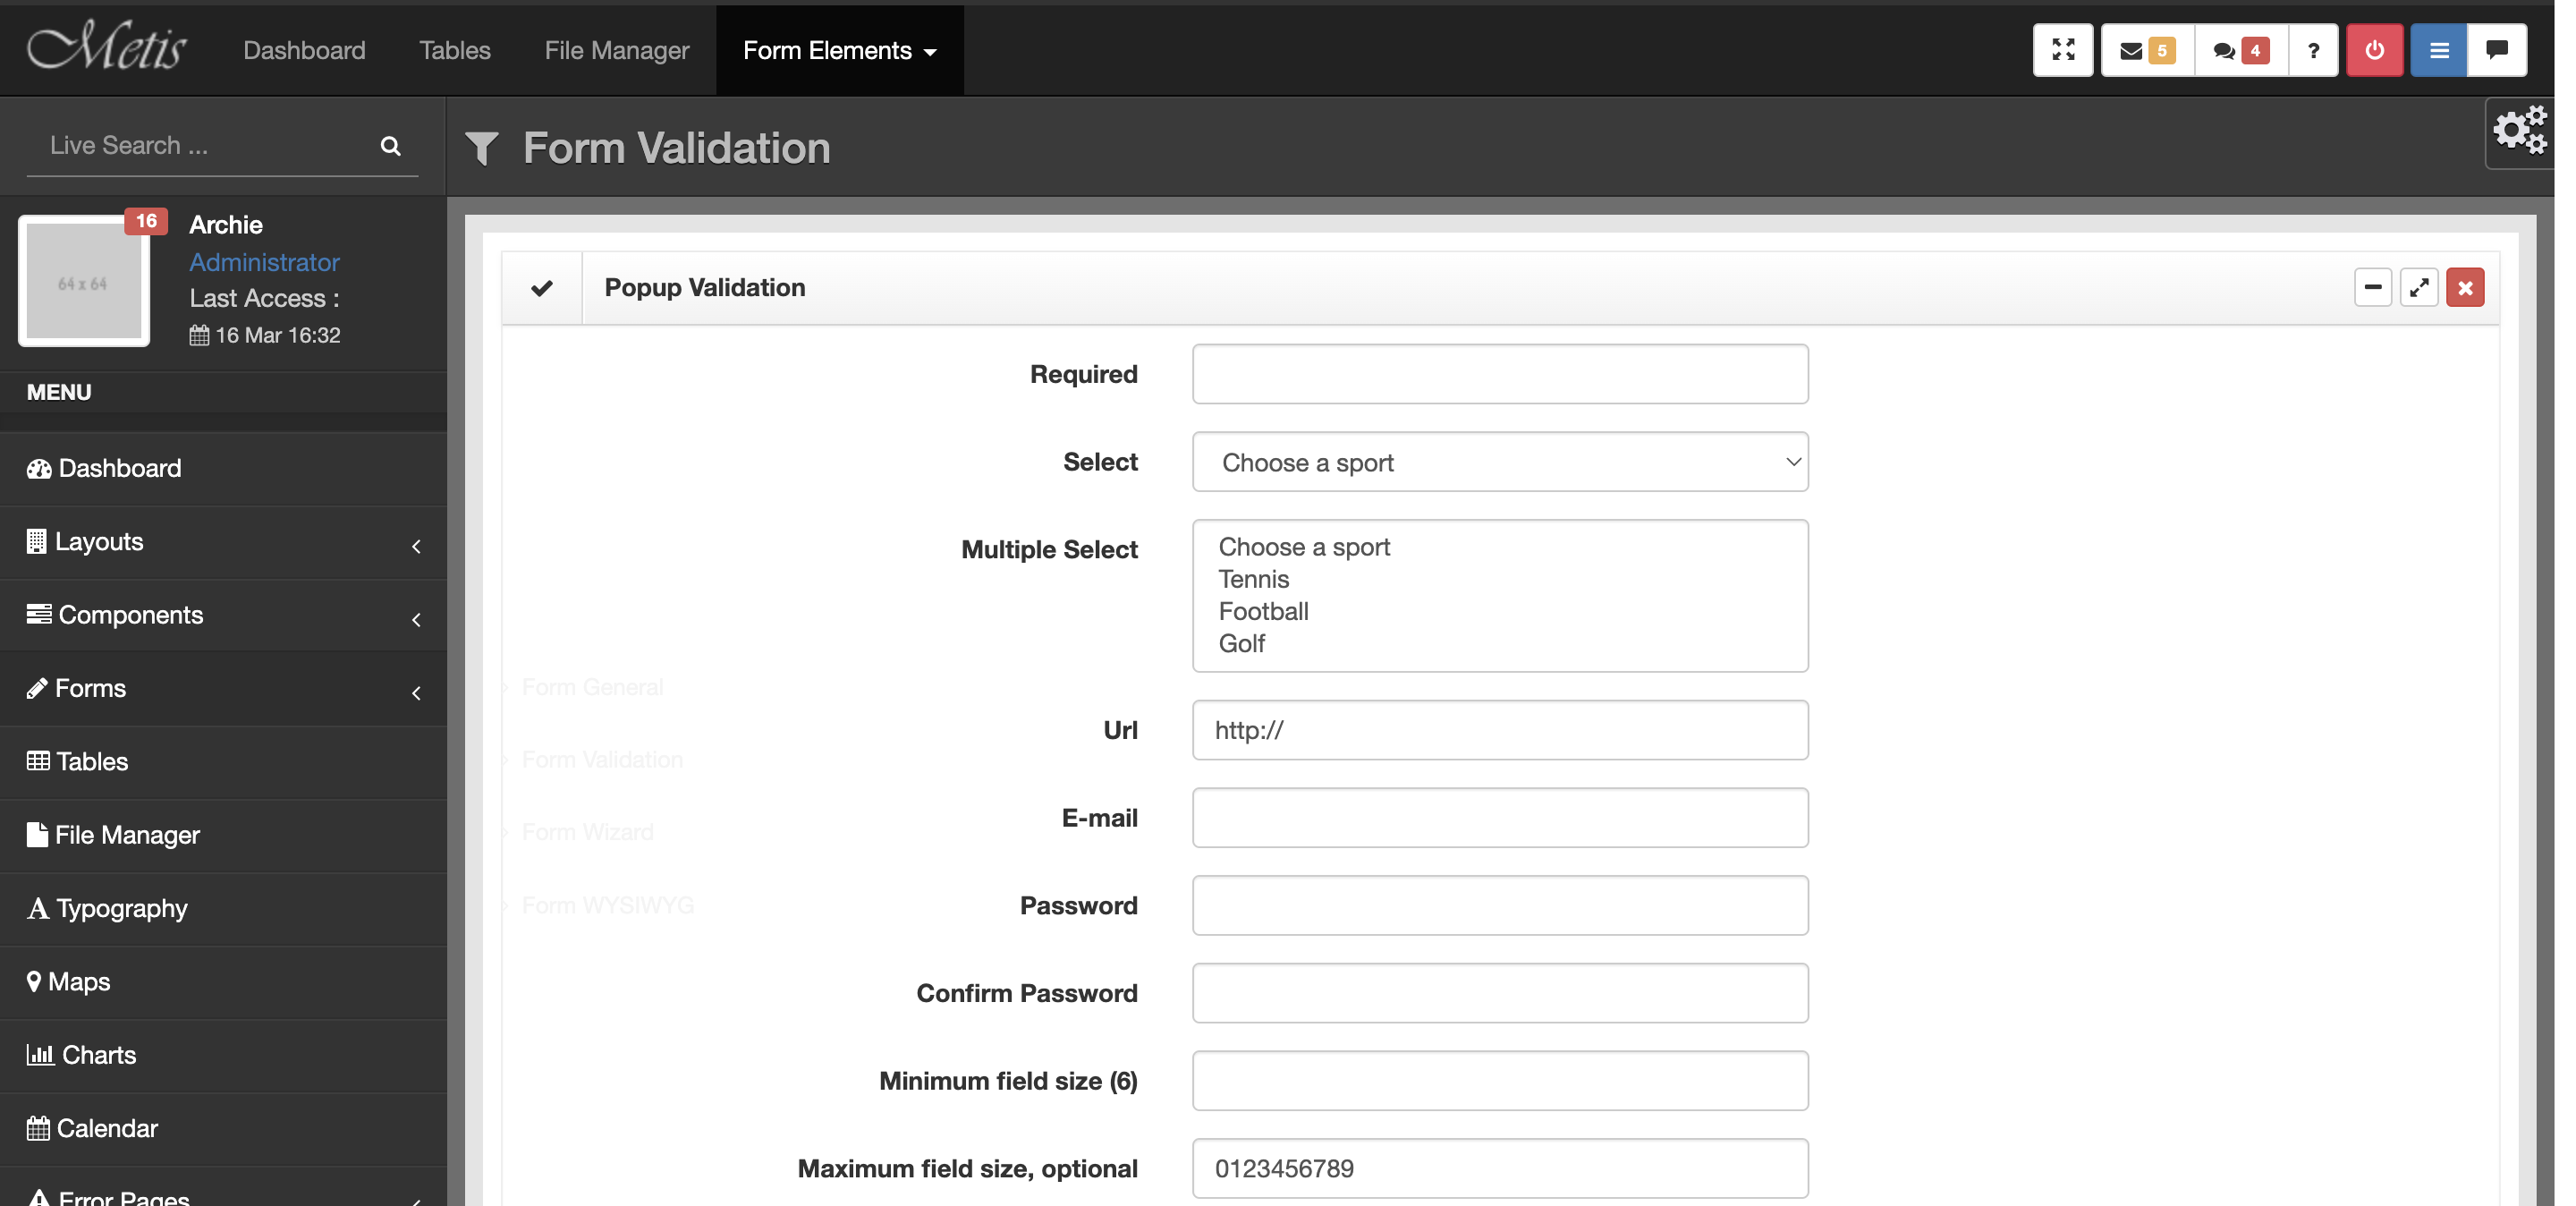 Metis
Dashboard
Tables
File Manager
Form Elements
5
4
?
Live Search ...
Form Validation
16
64 x 64
Archie
Administrator
Last Access :
16 Mar 16:32
MENU
Dashboard
Layouts
Components
Forms
Tables
File Manager
Typography
Maps
Charts
Calendar
Error Pages
Popup Validation
Required
Select
Choose a sport
Multiple Select
Choose a sport
Tennis
Football
Golf
Form General
Form Validation
Form Wizard
Form WYSIWYG
Url
http://
E-mail
Password
Confirm Password
Minimum field size (6)
Maximum field size, optional
0123456789